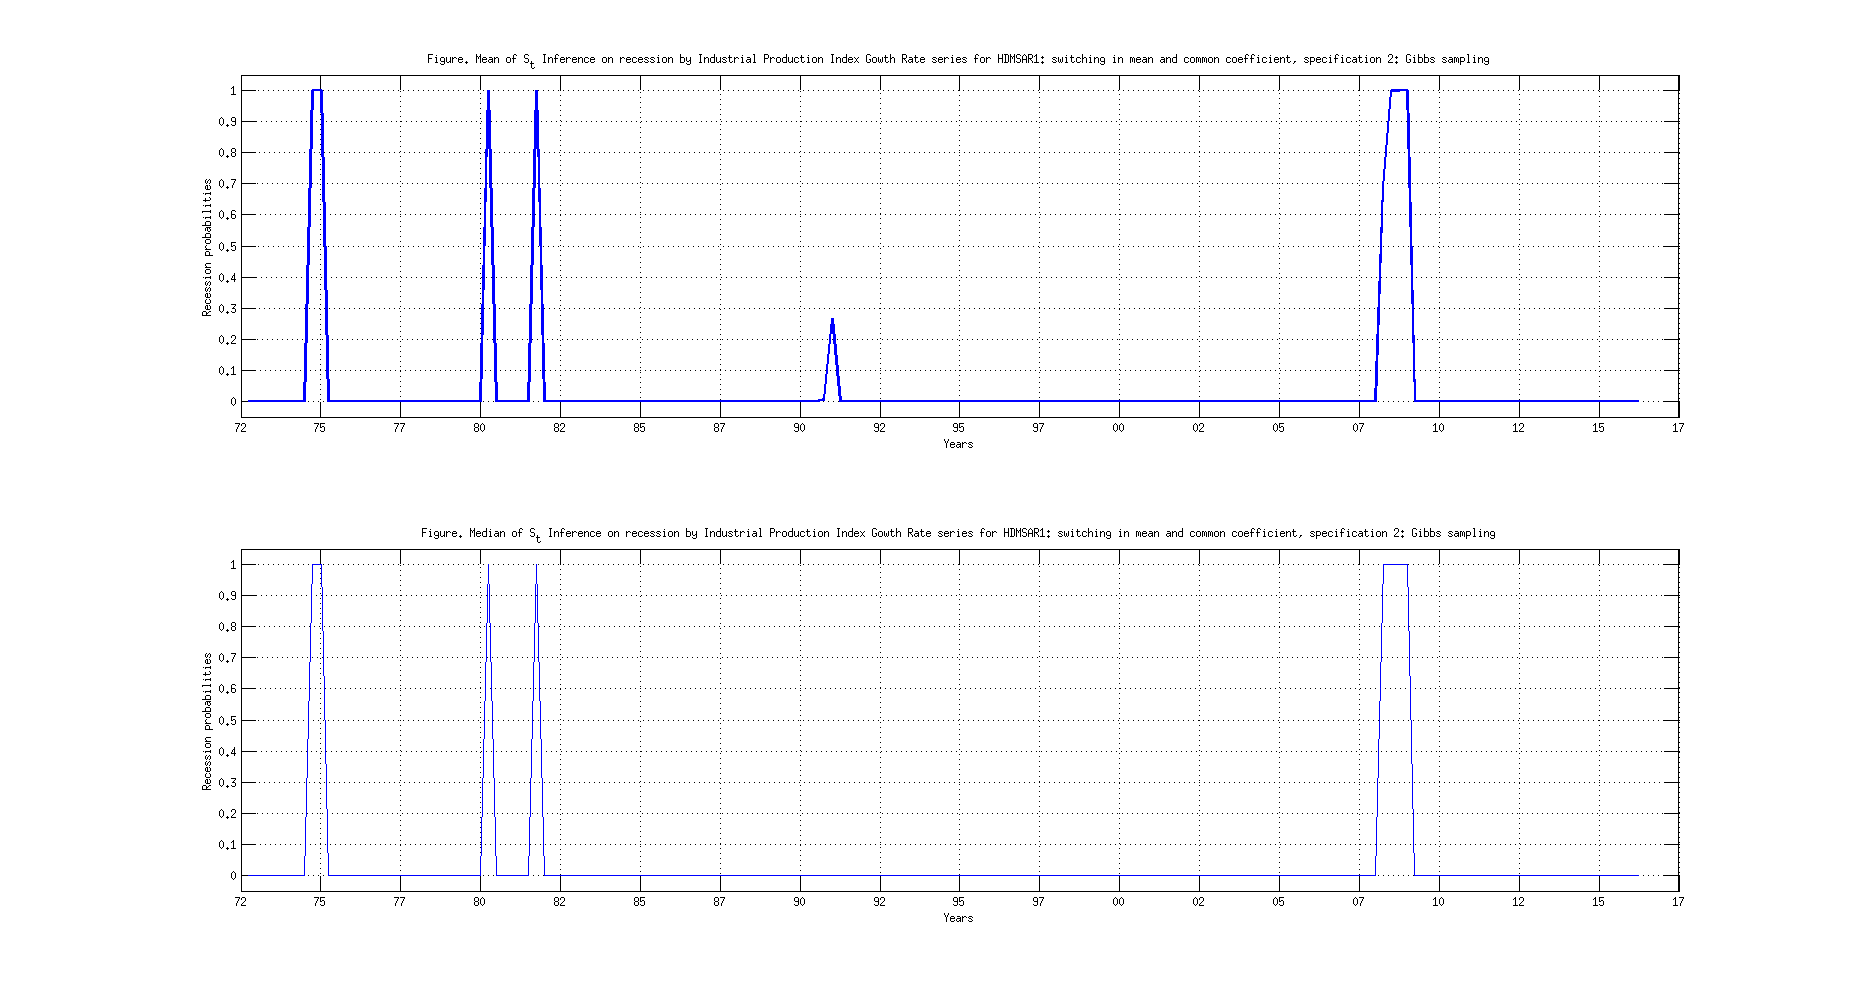 Figure. Mean of St Inference on recession by Industrial Production Index Gowth Rate series for HDMSAR1: switching in mean and common coefficient, specification 2: Gibbs sampling
Recession probabilities
1
0.9
0.8
0.7
0.6
0.5
0.4
0.3
0.2
0.1
0
72 75 77 80 82 85 87 90 92 95 97 00 02 05 07 10 12 15 17
Years
Figure. Median of St Inference on recession by Industrial Production Index Gowth Rate series for HDMSAR1: switching in mean and common coefficient, specification 2: Gibbs sampling
Recession probabilities
1
0.9
0.8
0.7
0.6
0.5
0.4
0.3
0.2
0.1
0
72 75 77 80 82 85 87 90 92 95 97 00 02 05 07 10 12 15 17
Years